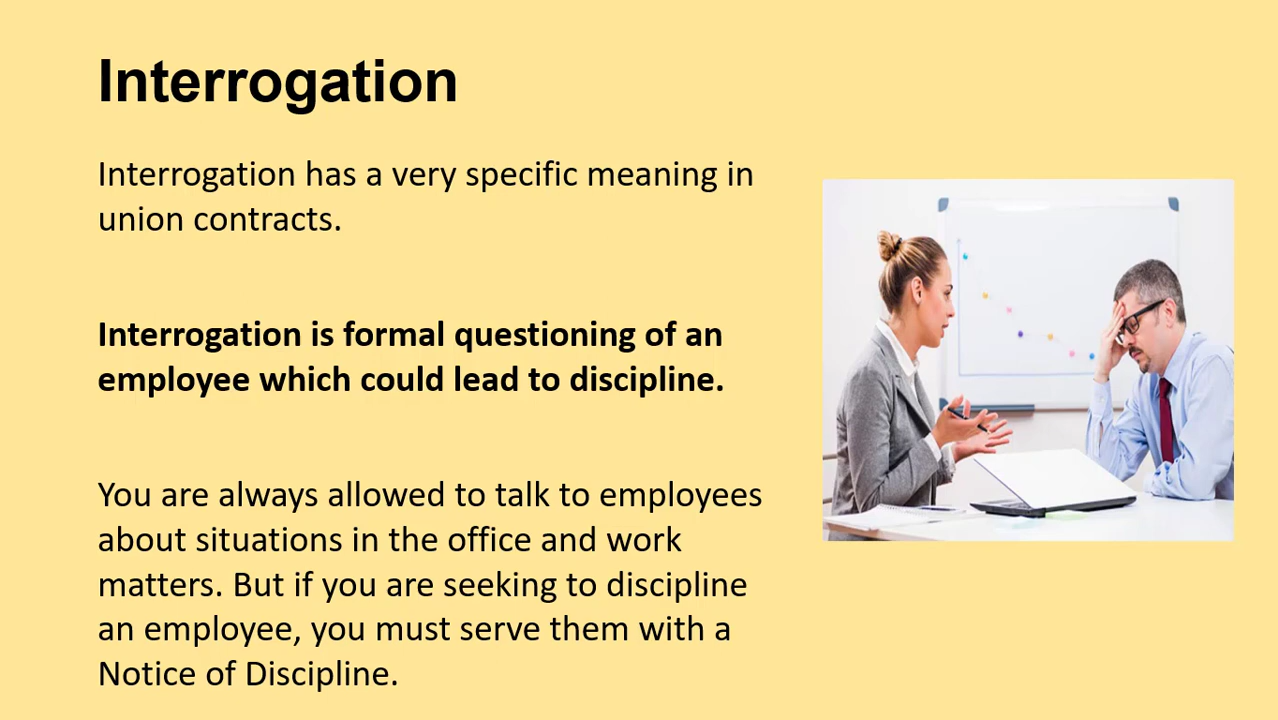 Interrogation
Interrogation has a very specific meaning in
union contracts.
Interrogation is formal questioning of an
employee which could lead to discipline.
You are always allowed to talk to employees
about situations in the office and work
matters. But if you are seeking to discipline
an employee, you must serve them with a
Notice of Discipline.